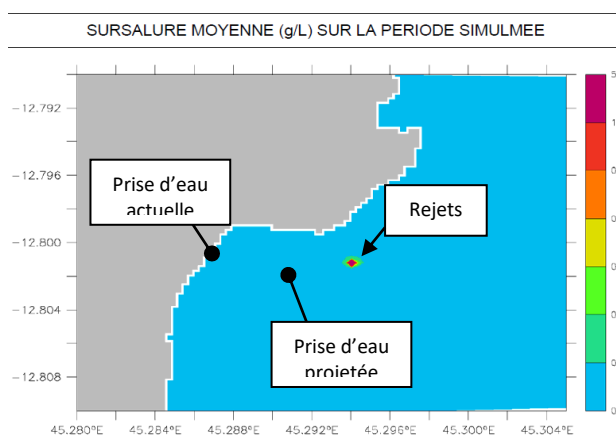 SURSALURE MOYENNE (g/L) SUR LA PERIODE SIMULMEE
−12.792
−12.796
−12.800
−12.804
−12.808
Prise d’eau
actuelle
Rejets
Prise d’eau
projetée
45.280°E 45.284°E 45.288°E 45.292°E 45.296°E 45.300°E 45.304°E